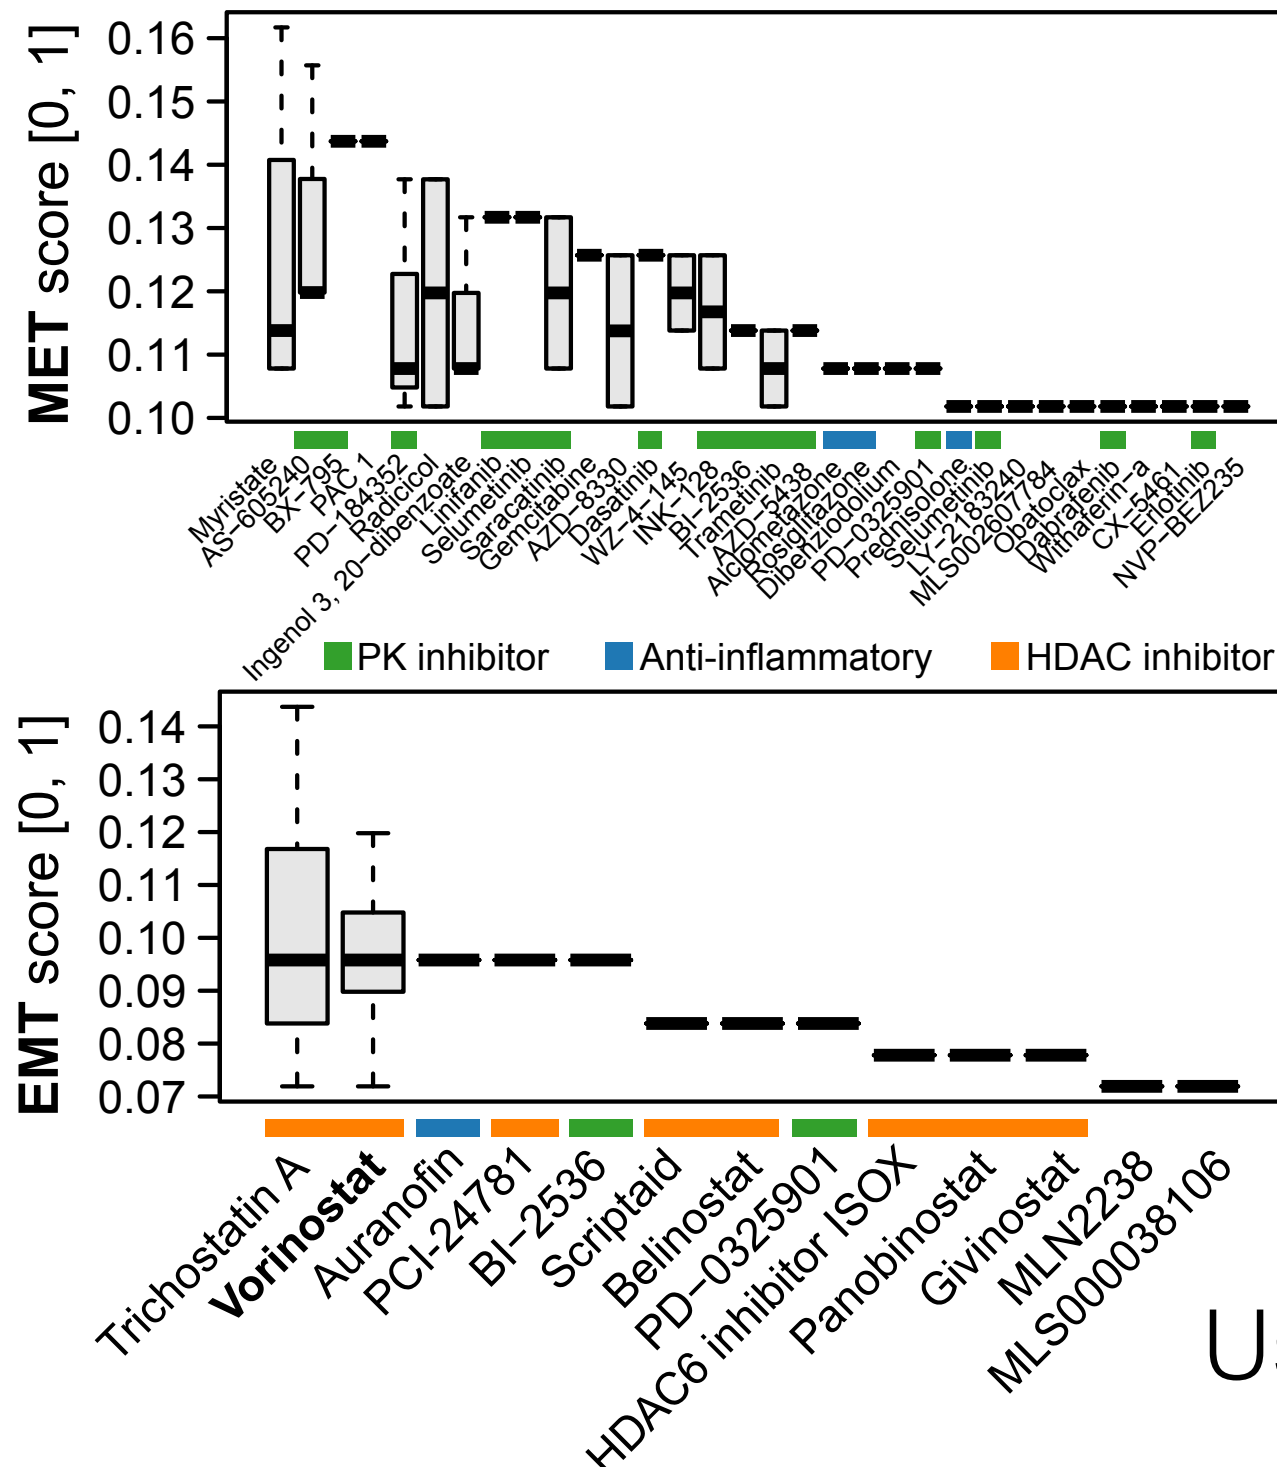 MET score [0, 1]
0.16
0.15
0.14
0.13
0.12
0.11
0.10
Myristate
AS-605240
BX-795
PAC 1
PD-184352
Radicicol
Ingenol 3, 20-dibenzoate
Linifanib
Selumetinib
Saracatinib
Gemcitabine
AZD-8330
Dasatinib
WZ-4-145
INK-128
BI-2536
Trametinib
AZD-5438
Alclometazone
Rosiglitazone
Dibenziodolium
PD-0325901
Prednisolone
Selumetinib
LY-2183240
MLS002607784
Obatoclax
Dabrafenib
Withaferin-a
CX-5461
Erlotinib
NVP-BEZ235
PK inhibitor
Anti-inflammatory
HDAC inhibitor
EMT score [0, 1]
0.14
0.13
0.12
0.11
0.10
0.09
0.08
0.07
Trichostatin A
Vorinostat
Auranofin
PCI-24781
BI-2536
Scriptaid
Belinostat
PD-0325901
HDAC6 inhibitor ISOX
Panobinostat
Givinostat
MLN2238
MLS000038106